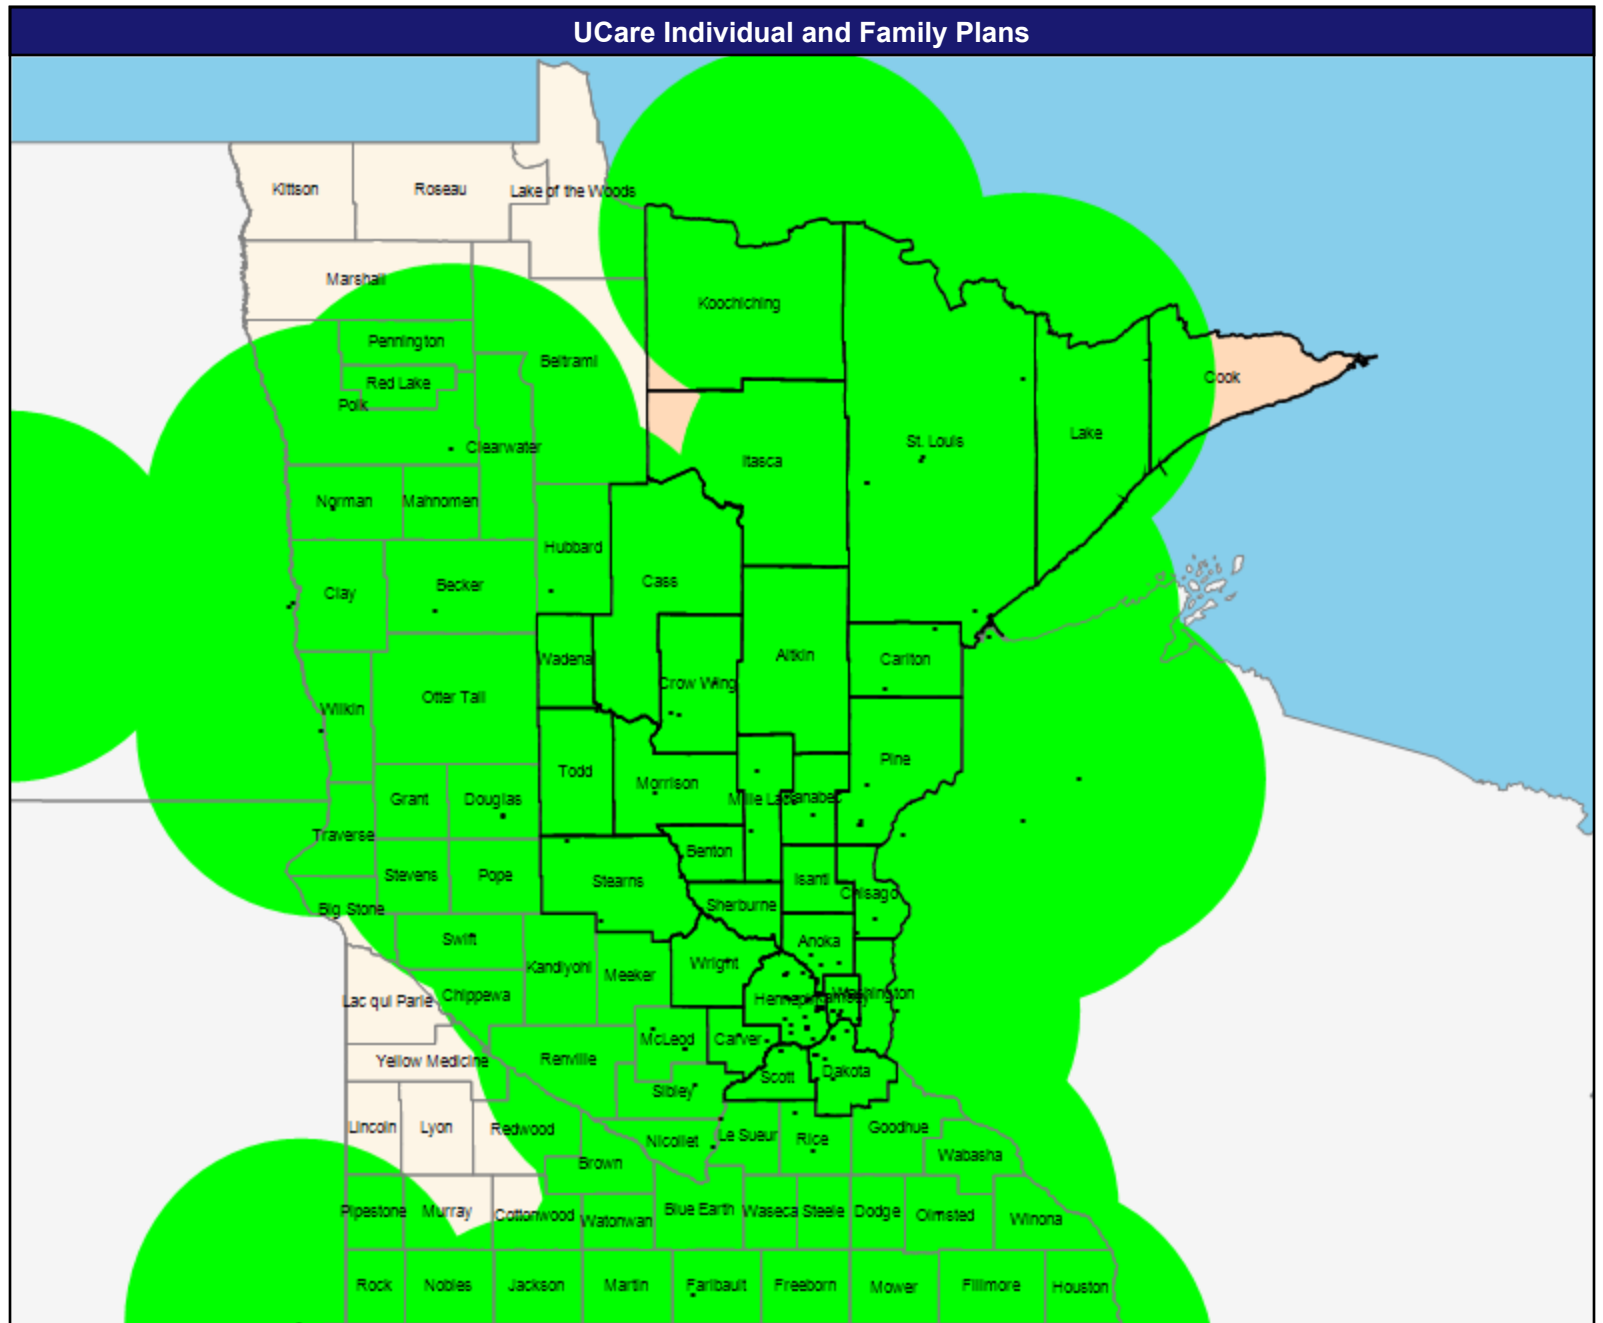 UCare Individual and Family Plans
Kittson
Roseau
Lake of the Woods
Marshall
Koochiching
Pennington
Beltrami
Red Lake
Cook
Polk
Clearwater
Lake
St. Louis
Itasca
Norman
Mahnomen
Hubbard
Cass
Clay
Becker
Wadena
Aitkin
Carlton
Crow Wing
Otter Tail
Wilkin
Pine
Todd
Morrison
Grant
Douglas
Mille Lacs
Kanabec
Traverse
Benton
Stevens
Pope
Stearns
Isanti
Chisago
Sherburne
Big Stone
Swift
Anoka
Kandiyohi
Meeker
Wright
Lac qui Parle
Chippewa
Hennepin
Ramsey
Washington
McLeod
Carver
Yellow Medicine
Renville
Scott
Dakota
Sibley
Lincoln
Lyon
Redwood
Nicollet
Le Sueur
Rice
Goodhue
Wabasha
Brown
Pipestone
Murray
Cottonwood
Watonwan
Blue Earth
Waseca
Steele
Dodge
Olmsted
Winona
Rock
Nobles
Jackson
Martin
Faribault
Freeborn
Mower
Fillmore
Houston